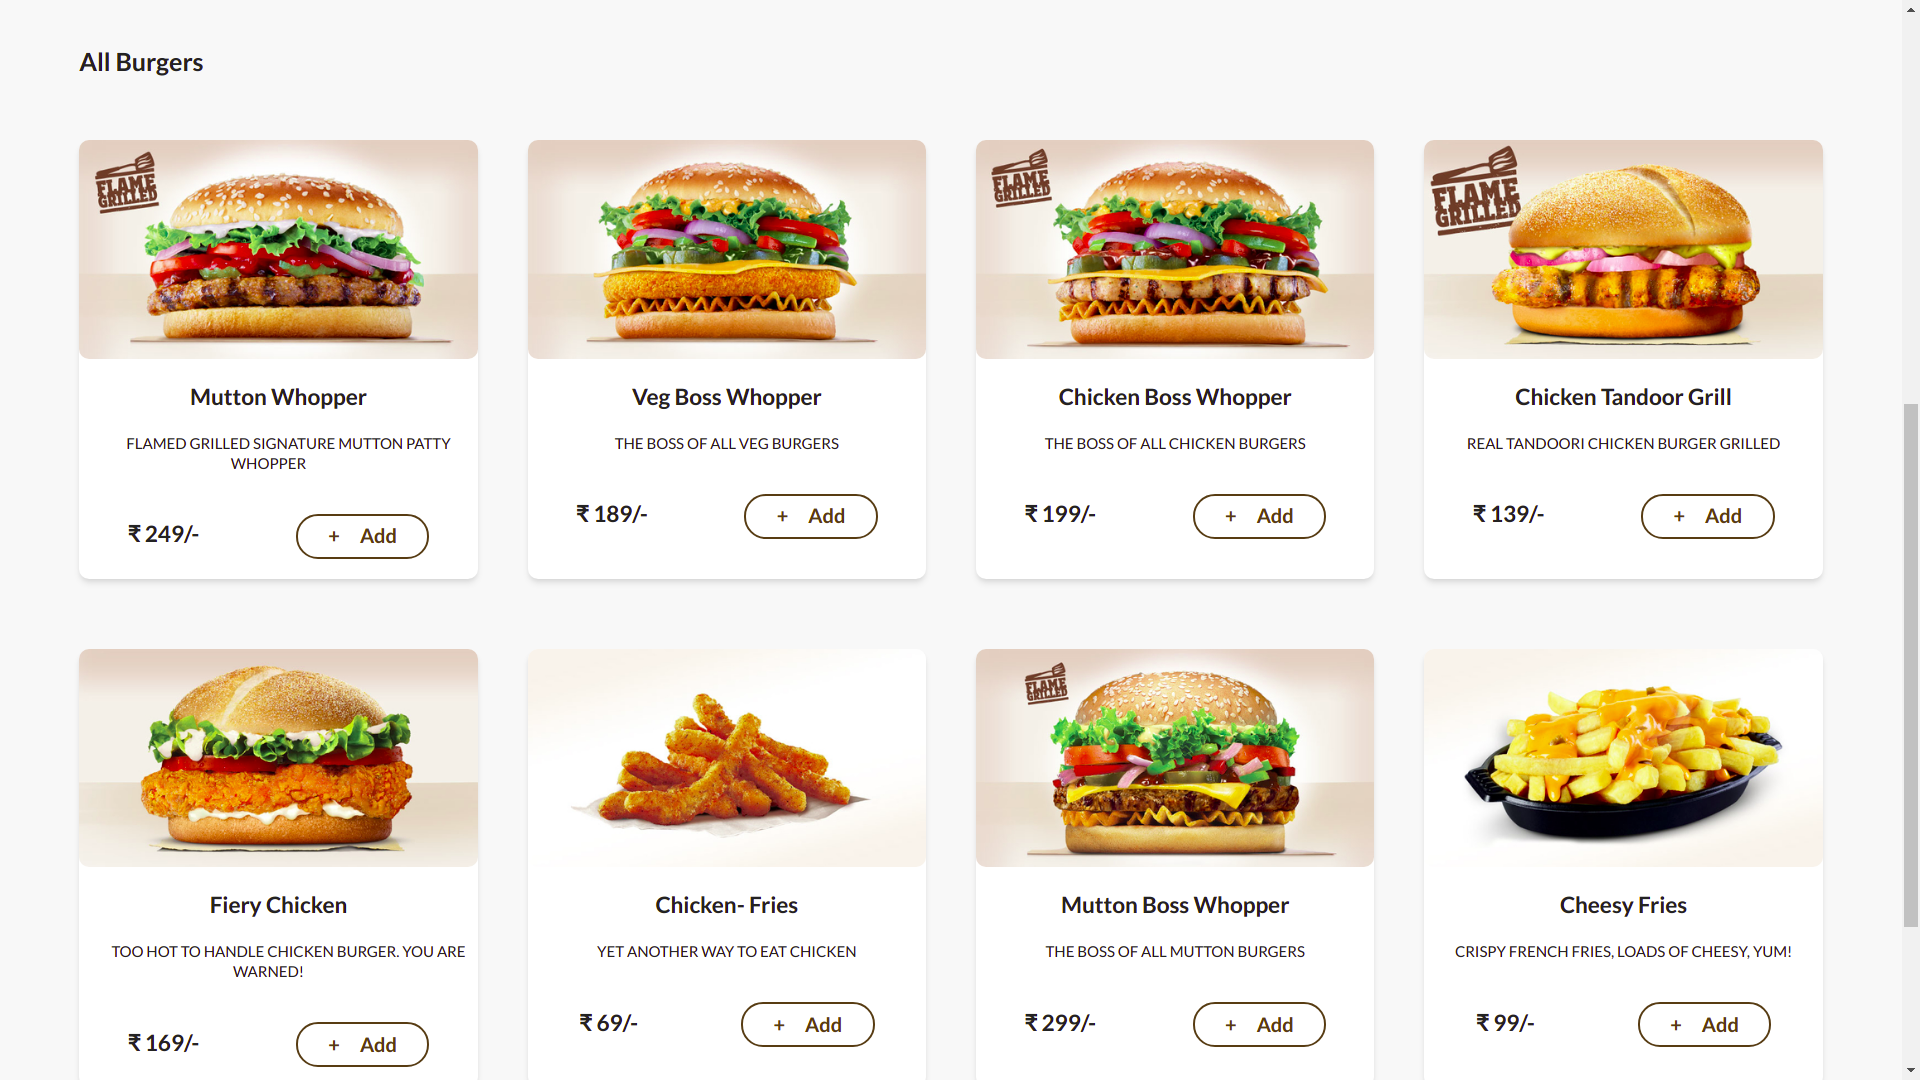 All Burgers
FLAME
GRILLED
FLAME
GRILLED
FLAME
GRILLED
Mutton Whopper
FLAMED GRILLED SIGNATURE MUTTON PATTY
WHOPPER
₹ 249/-
+ Add
Veg Boss Whopper
THE BOSS OF ALL VEG BURGERS
₹ 189/-
+ Add
Chicken Boss Whopper
THE BOSS OF ALL CHICKEN BURGERS
₹ 199/-
+ Add
Chicken Tandoor Grill
REAL TANDOORI CHICKEN BURGER GRILLED
₹ 139/-
+ Add
FLAME
GRILLED
Fiery Chicken
TOO HOT TO HANDLE CHICKEN BURGER. YOU ARE
WARNED!
₹ 169/-
+ Add
Chicken- Fries
YET ANOTHER WAY TO EAT CHICKEN
₹ 69/-
+ Add
Mutton Boss Whopper
THE BOSS OF ALL MUTTON BURGERS
₹ 299/-
+ Add
Cheesy Fries
CRISPY FRENCH FRIES, LOADS OF CHEESY, YUM!
₹ 99/-
+ Add